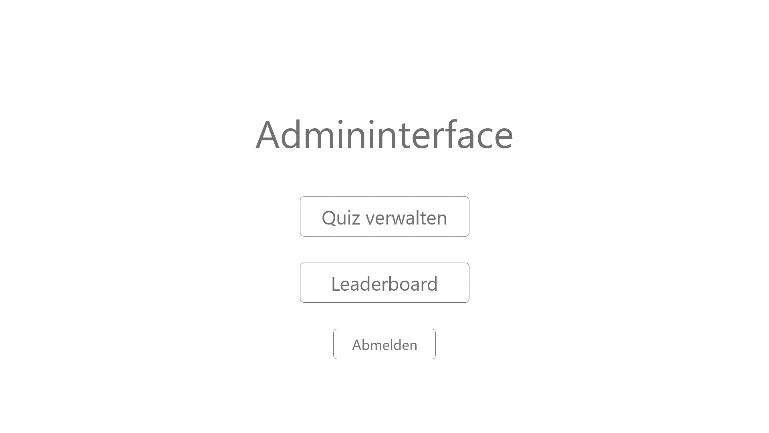 Admininterface
Quiz verwalten
Leaderboard
Abmelden